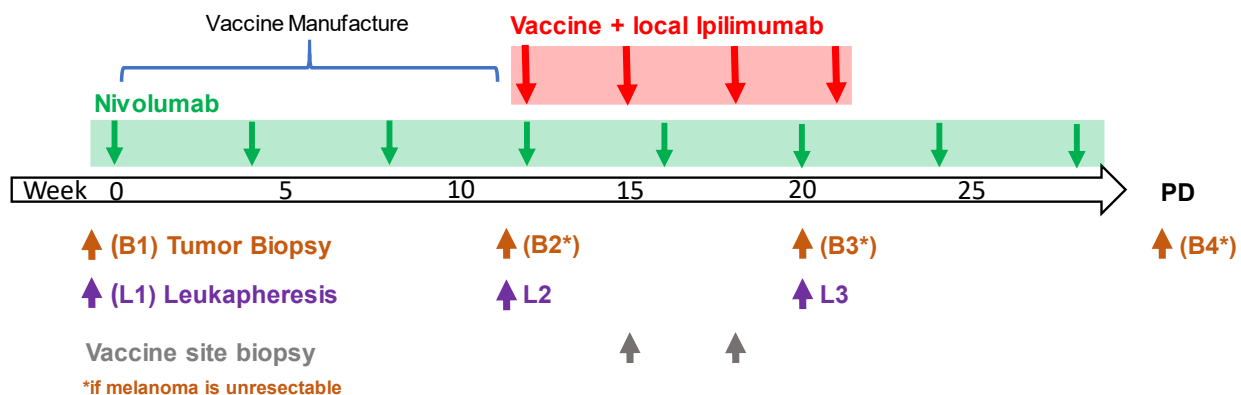 Vaccine Manufacture
Vaccine + local Ipilimumab
Nivolumab
Week 0 5 10 15 20 25 PD
(B1) Tumor Biopsy (B2*) (B3*) (B4*)
(L1) Leukapheresis L2 L3
Vaccine site biopsy
*if melanoma is unresectable